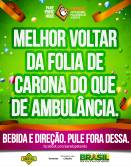 MELHOR VOLTAR
DA FOLIA DE
CARONA DO QUE
DE AMBULÂNCIA.
BEBIDA E DIREÇÃO. PULE FORA DESSA.
BRASIL